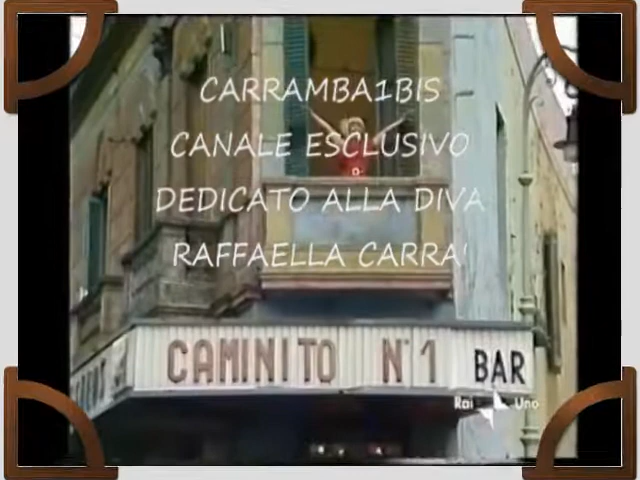 CARRAMBA1BIS
CANALE ESCLUSIVO
DEDICATO ALLA DIVA
RAFFAELLA CARRA'
CAMINITO N°1 BAR
Rai Uno